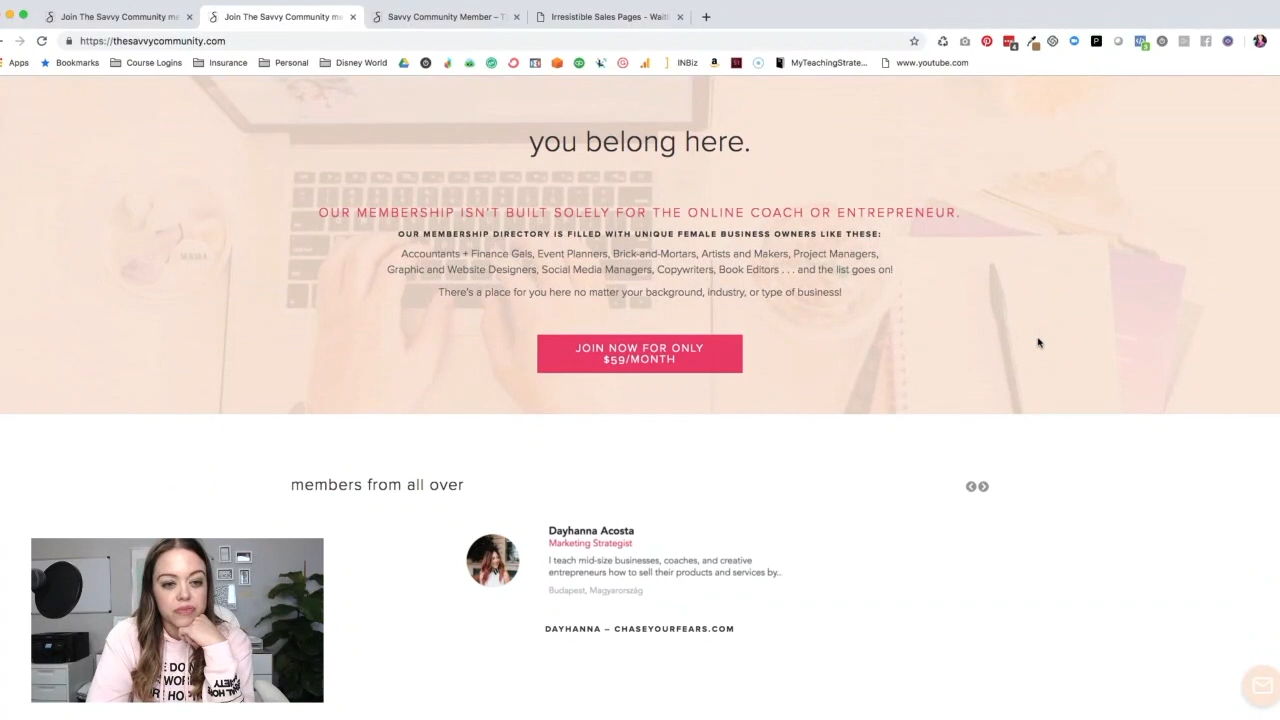 Join The Savvy Community me
Join The Savvy Community me
Savvy Community Member – T
Irresistible Sales Pages - Waitl
https://thesavvycommunity.com
Apps
Bookmarks
Course Logins
Insurance
Personal
Disney World
INBiz
MyTeachingStrate...
www.youtube.com
you belong here.
OUR MEMBERSHIP ISN'T BUILT SOLELY FOR THE ONLINE COACH OR ENTREPRENEUR.
OUR MEMBERSHIP DIRECTORY IS FILLED WITH UNIQUE FEMALE BUSINESS OWNERS LIKE THESE:
Accountants + Finance Gals, Event Planners, Brick-and-Mortars, Artists and Makers, Project Managers,
Graphic and Website Designers, Social Media Managers, Copywriters, Book Editors . . . and the list goes on!
There's a place for you here no matter your background, industry, or type of business!
JOIN NOW FOR ONLY
$59/MONTH
members from all over
Dayhanna Acosta
Marketing Strategist
I teach mid-size businesses, coaches, and creative
entrepreneurs how to sell their products and services by...
Budapest, Magyarország
DAYHANNA – CHASEYOURFEARS.COM